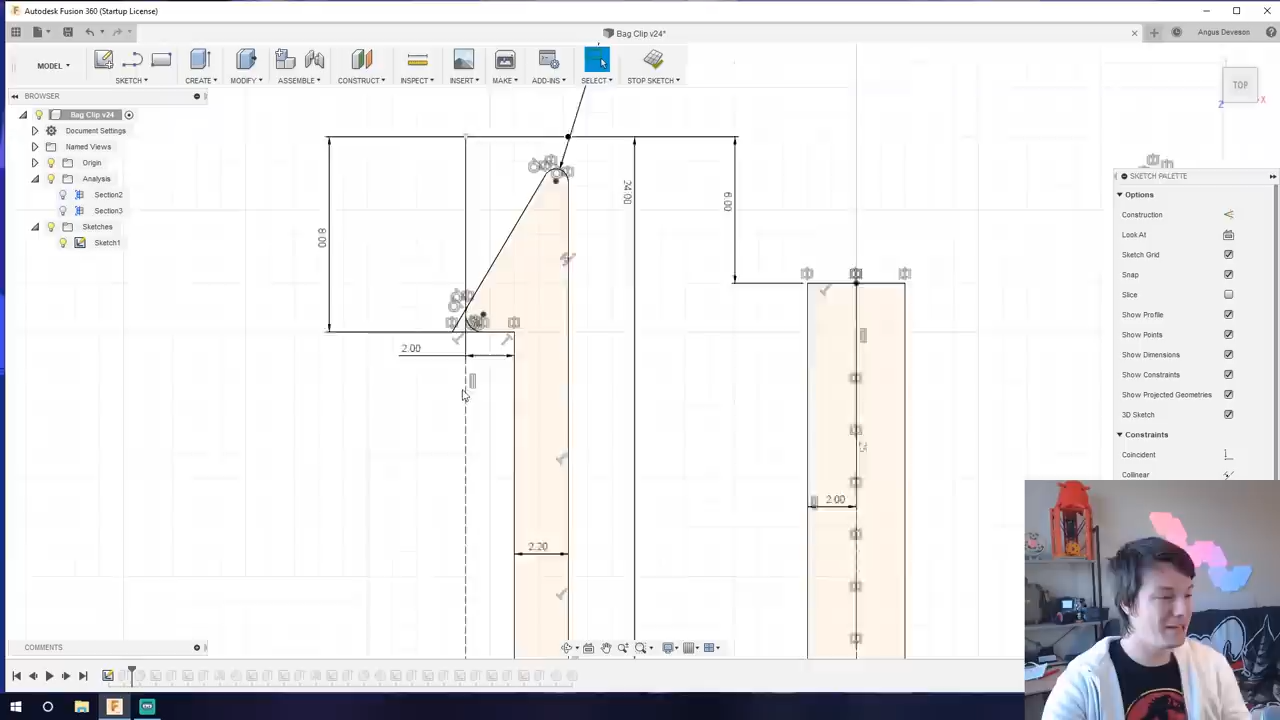 Autodesk Fusion 360 (Startup License)
Bag Clip v24*
Angus Deveson
MODEL
SKETCH
CREATE
MODIFY
ASSEMBLE
CONSTRUCT
INSPECT
INSERT
MAKE
ADD-INS
SELECT
STOP SKETCH
TOP
Z
X
BROWSER
Bag Clip v24
Document Settings
Named Views
Origin
Analysis
Section2
Section3
Sketches
Sketch1
8.00
24.00
6.00
2.00
2.20
2.00
SKETCH PALETTE
Options
Construction
Look At
Sketch Grid
Snap
Slice
Show Profile
Show Points
Show Dimensions
Show Constraints
Show Projected Geometries
3D Sketch
Constraints
Coincident
Collinear
COMMENTS